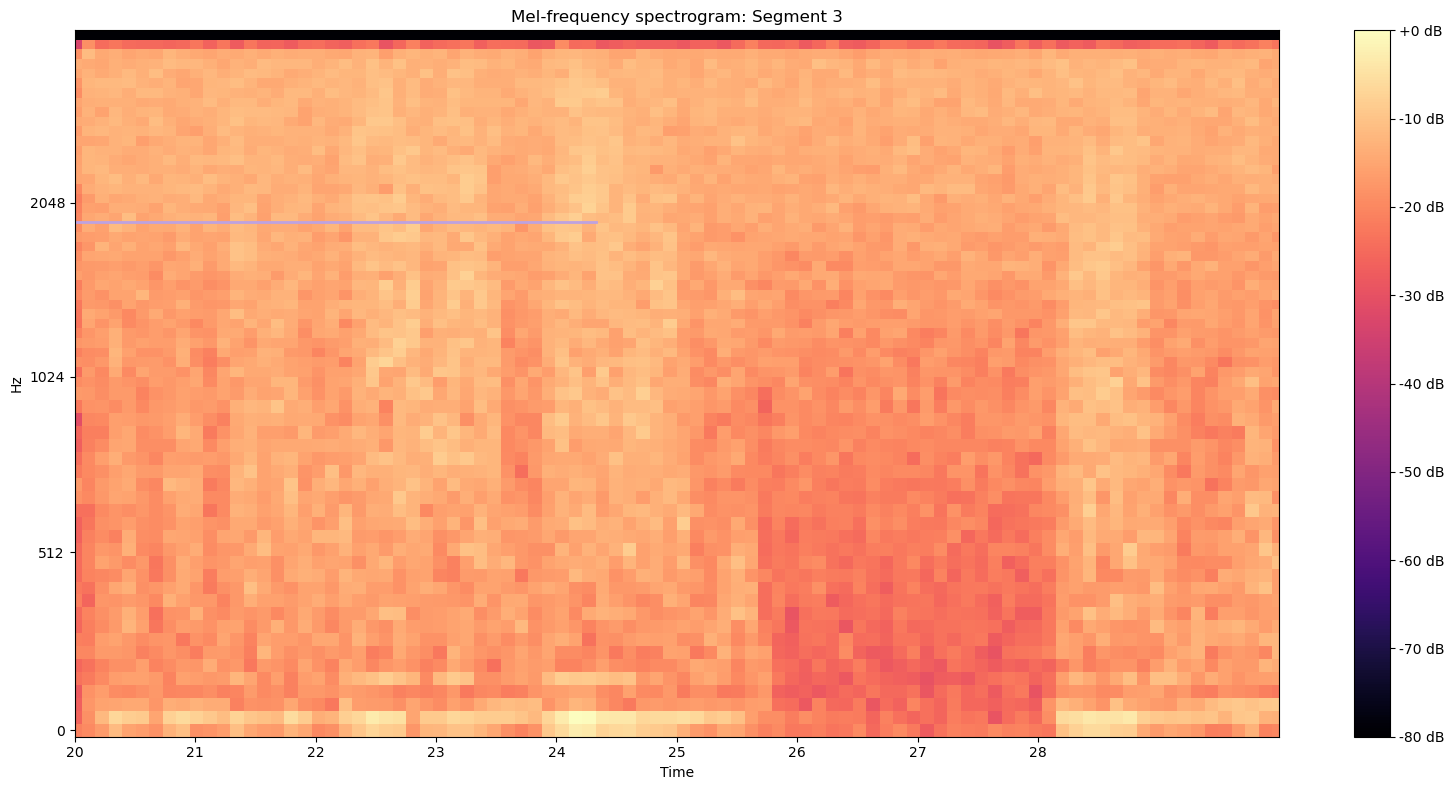 Mel-frequency spectrogram: Segment 3
Hz
2048
1024
512
0
20 21 22 23 24 25 26 27 28
Time
+0 dB
-10 dB
-20 dB
-30 dB
-40 dB
-50 dB
-60 dB
-70 dB
-80 dB